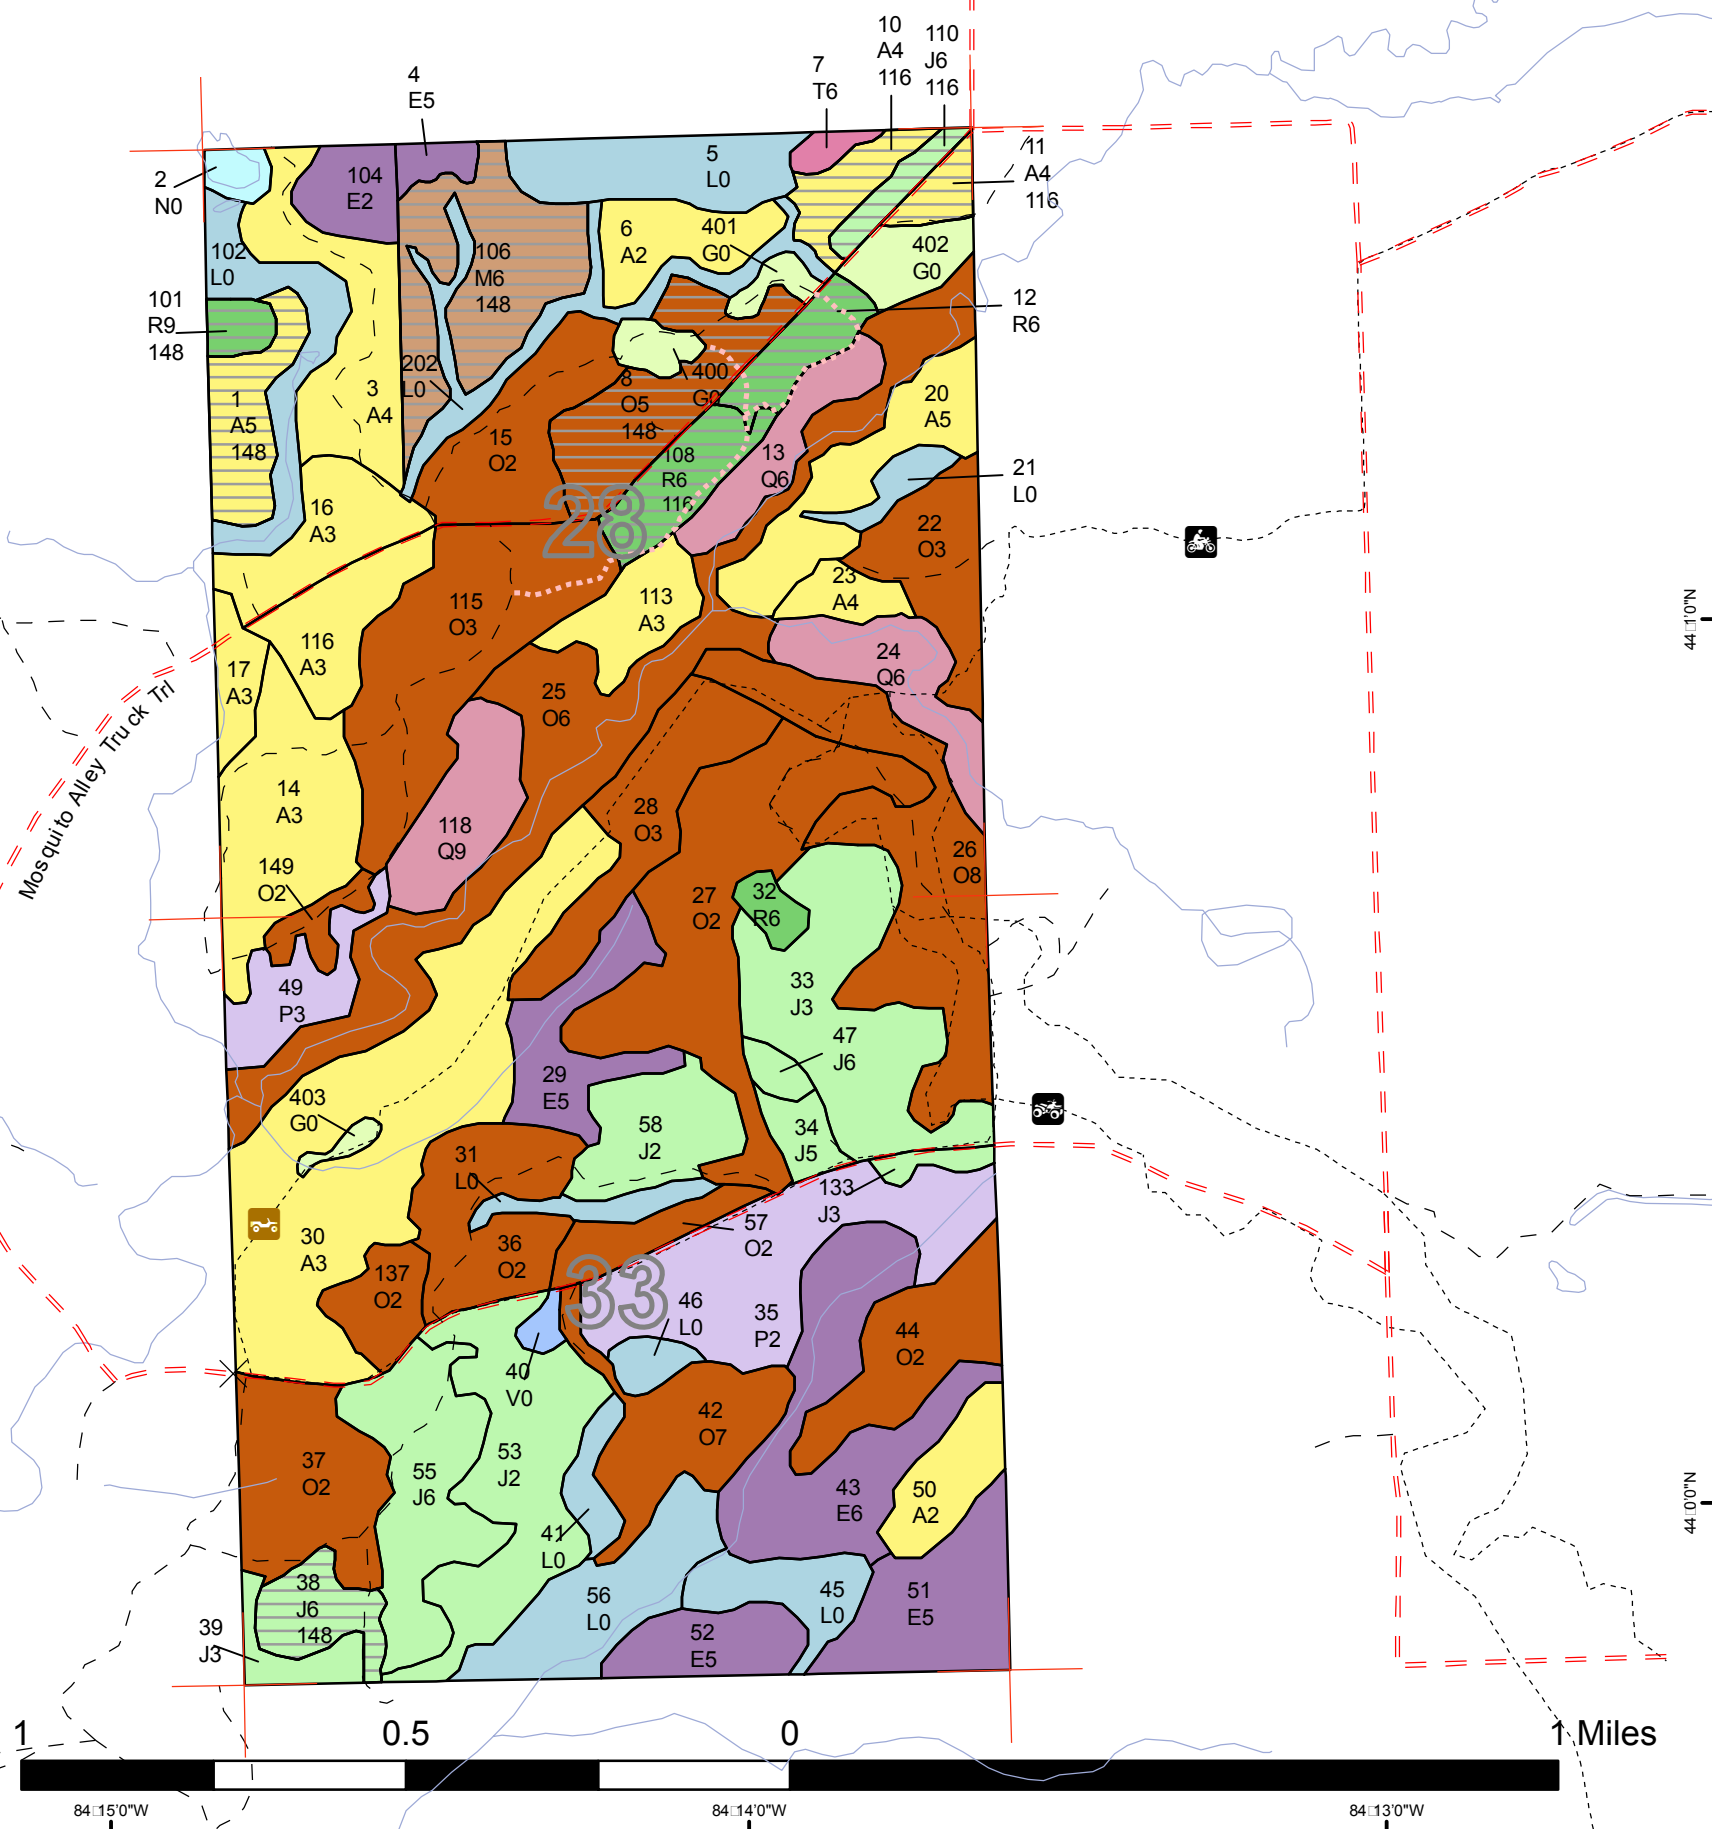 10
A4
116
110
J6
116
7
T6
4
E5
5
L0
11
A4
116
2
N0
104
E2
6
A2
401
G0
402
G0
102
L0
106
M6
148
101
R9
148
12
R6
202
L0
3
A4
8
O5
148
400
G0
20
A5
1
A5
148
15
O2
108
R6
116
13
Q6
21
L0
16
A3
28
22
O3
23
A4
115
O3
113
A3
116
A3
17
A3
24
Q6
25
O6
Mosquito Alley Truck Trl
14
A3
28
O3
118
Q9
26
O8
149
O2
27
O2
32
R6
49
P3
33
J3
47
J6
29
E5
403
G0
58
J2
34
J5
31
L0
133
J3
57
O2
30
A3
36
O2
137
O2
33
46
L0
35
P2
44
O2
40
V0
42
O7
37
O2
55
J6
53
J2
43
E6
50
A2
41
L0
38
J6
148
56
L0
45
L0
51
E5
39
J3
52
E5
44□1'0"N
44□0'0"N
1 0.5 0 1 Miles
84□15'0"W 84□14'0"W 84□13'0"W